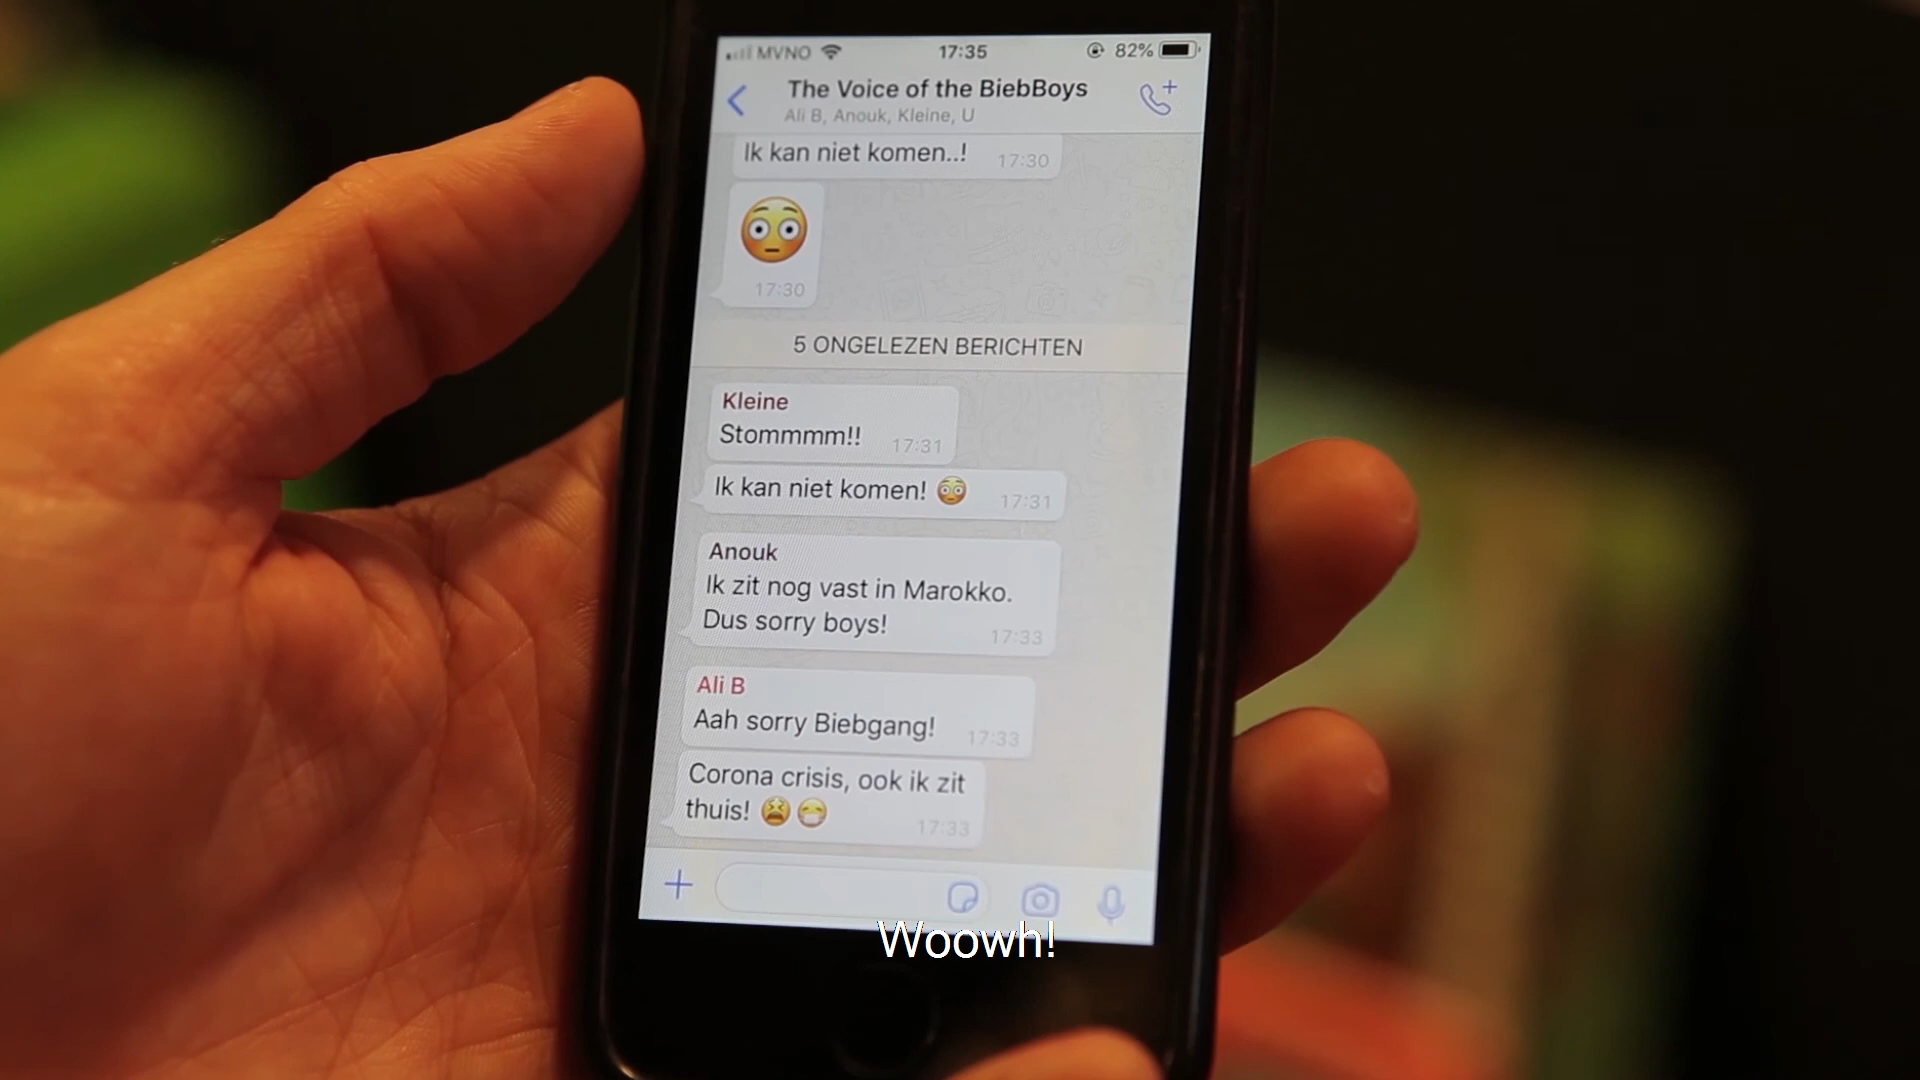 MVNO 17:35 82%
The Voice of the BiebBoys
Ali B, Anouk, Kleine, U
Ik kan niet komen..! 17:30
17:30
5 ONGELEZEN BERICHTEN
Kleine
Stommmm!! 17:31
Ik kan niet komen! 😳 17:31
Anouk
Ik zit nog vast in Marokko.
Dus sorry boys! 17:33
Ali B
Aah sorry Biebgang! 17:33
Corona crisis, ook ik zit
thuis! 😫😷 17:33
Woowh!